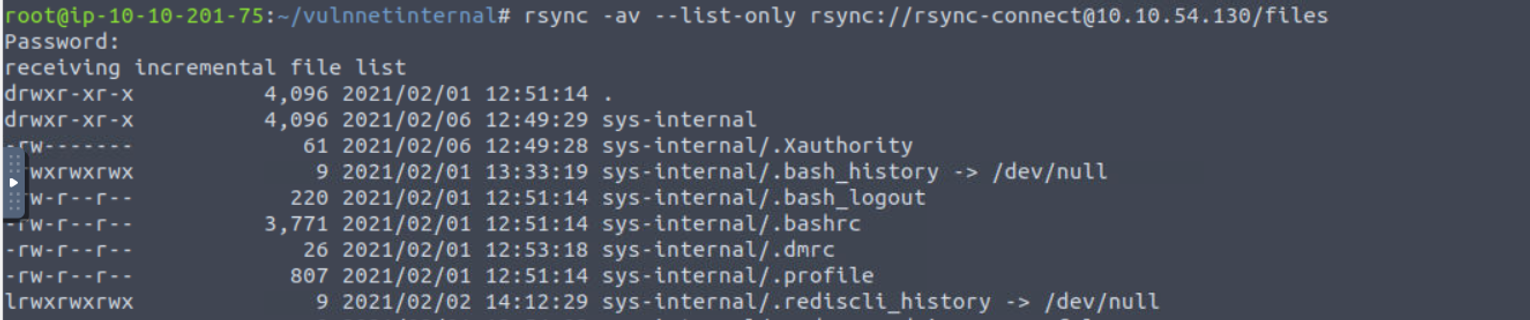 root@ip-10-10-201-75:~/vulnnetinternal# rsync -av --list-only rsync://rsync-connect@10.10.54.130/files
Password:
receiving incremental file list
drwxr-xr-x          4,096 2021/02/01 12:51:14 .
drwxr-xr-x          4,096 2021/02/06 12:49:29 sys-internal
-rw-------             61 2021/02/06 12:49:28 sys-internal/.Xauthority
rwxrwxrwx              9 2021/02/01 13:33:19 sys-internal/.bash_history -> /dev/null
rw-r--r--            220 2021/02/01 12:51:14 sys-internal/.bash_logout
-rw-r--r--          3,771 2021/02/01 12:51:14 sys-internal/.bashrc
-rw-r--r--             26 2021/02/01 12:53:18 sys-internal/.dmrc
-rw-r--r--            807 2021/02/01 12:51:14 sys-internal/.profile
lrwxrwxrwx              9 2021/02/02 14:12:29 sys-internal/.rediscli_history -> /dev/null